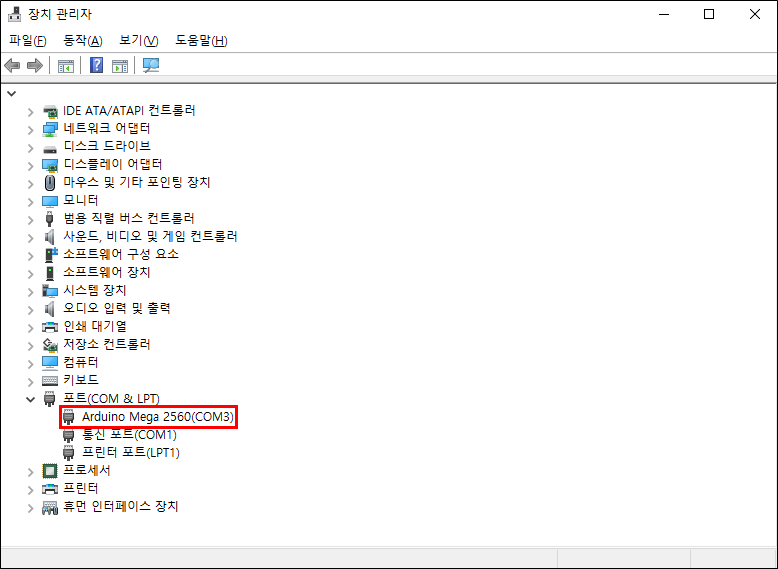 장치 관리자
파일(F) 동작(A) 보기(V) 도움말(H)
IDE ATA/ATAPI 컨트롤러
네트워크 어댑터
디스크 드라이브
디스플레이 어댑터
마우스 및 기타 포인팅 장치
모니터
범용 직렬 버스 컨트롤러
사운드, 비디오 및 게임 컨트롤러
소프트웨어 구성 요소
소프트웨어 장치
시스템 장치
오디오 입력 및 출력
인쇄 대기열
저장소 컨트롤러
컴퓨터
키보드
포트(COM & LPT)
Arduino Mega 2560(COM3)
통신 포트(COM1)
프린터 포트(LPT1)
프로세서
프린터
휴먼 인터페이스 장치